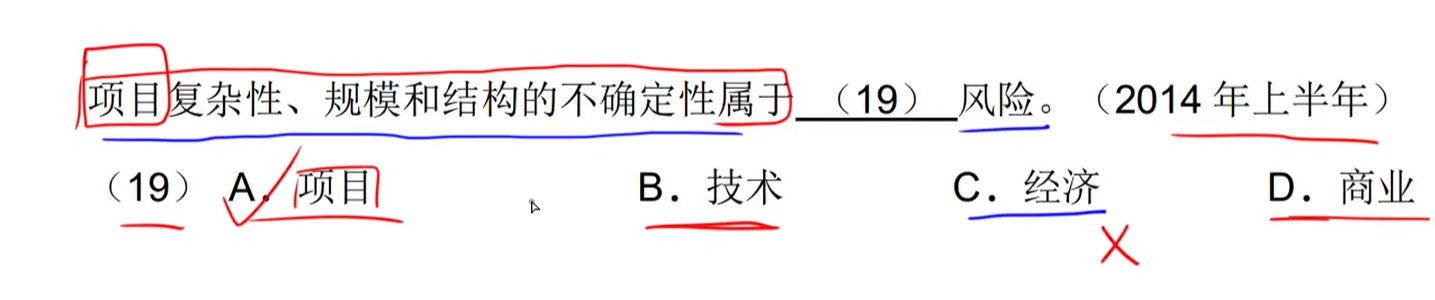 项目复杂性、规模和结构的不确定性属于 （19） 风险。（2014 年上半年）
（19） A．项目 B．技术 C．经济 D．商业